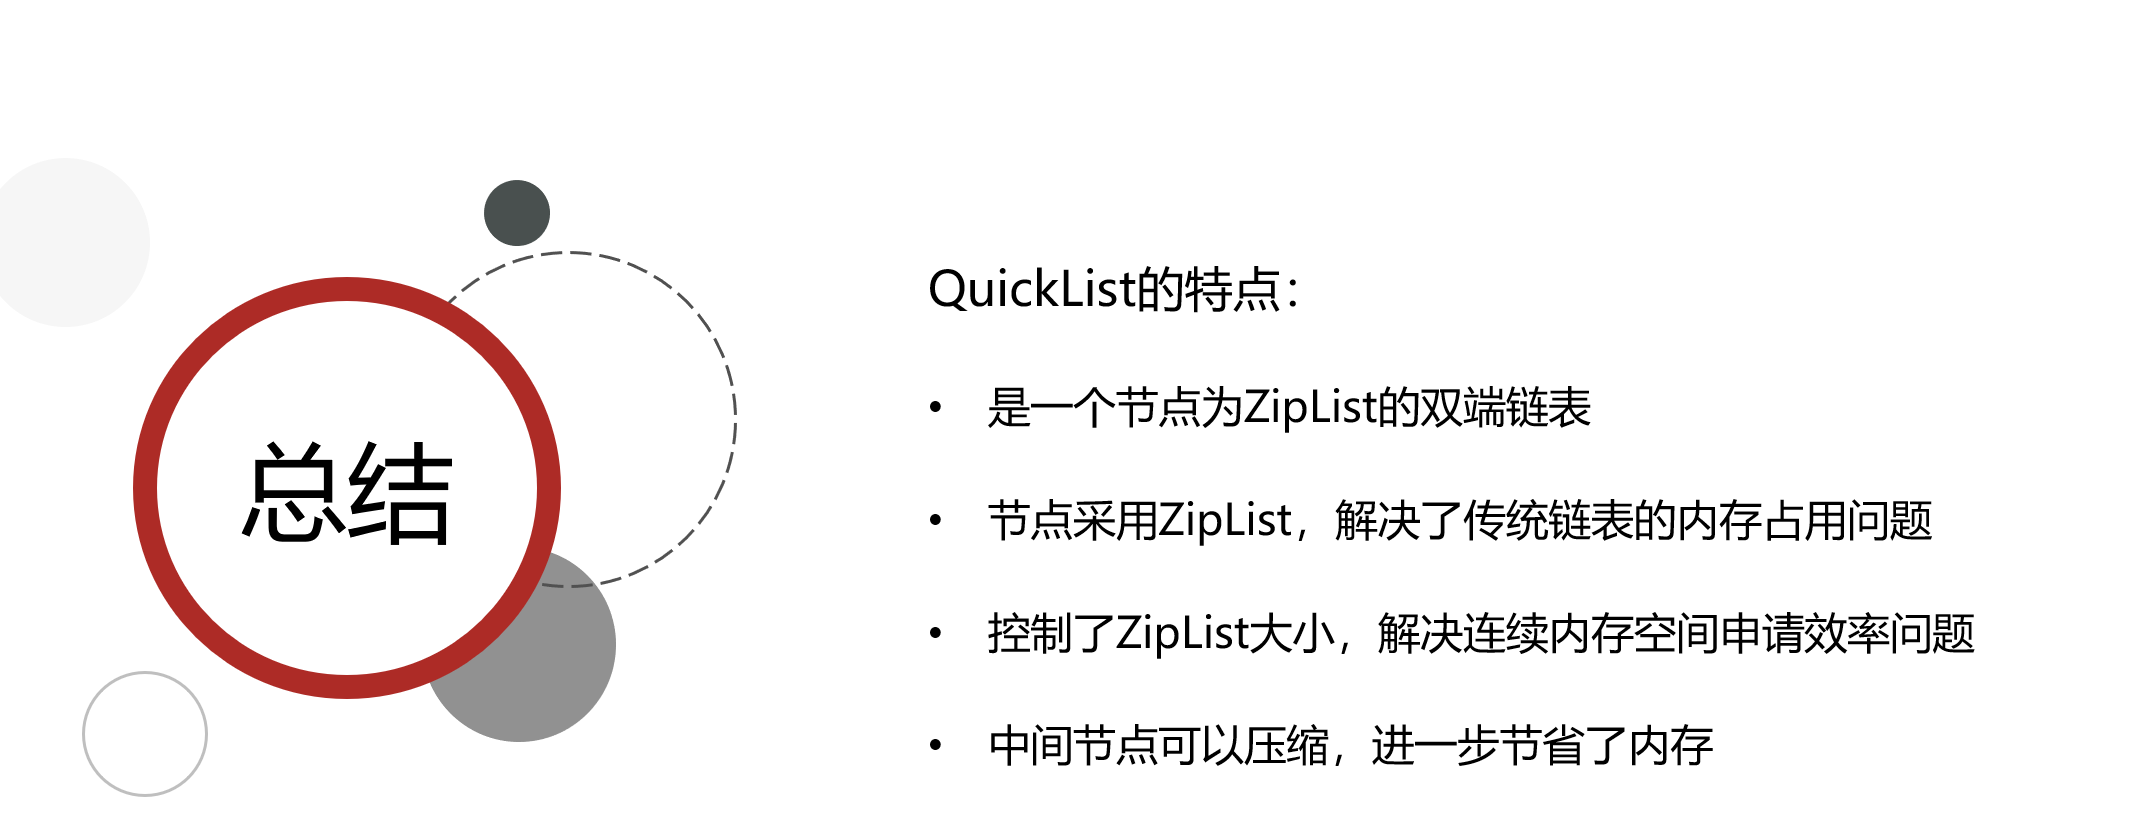 总结
QuickList的特点：
• 是一个节点为ZipList的双端链表
• 节点采用ZipList，解决了传统链表的内存占用问题
• 控制了ZipList大小，解决连续内存空间申请效率问题
• 中间节点可以压缩，进一步节省了内存